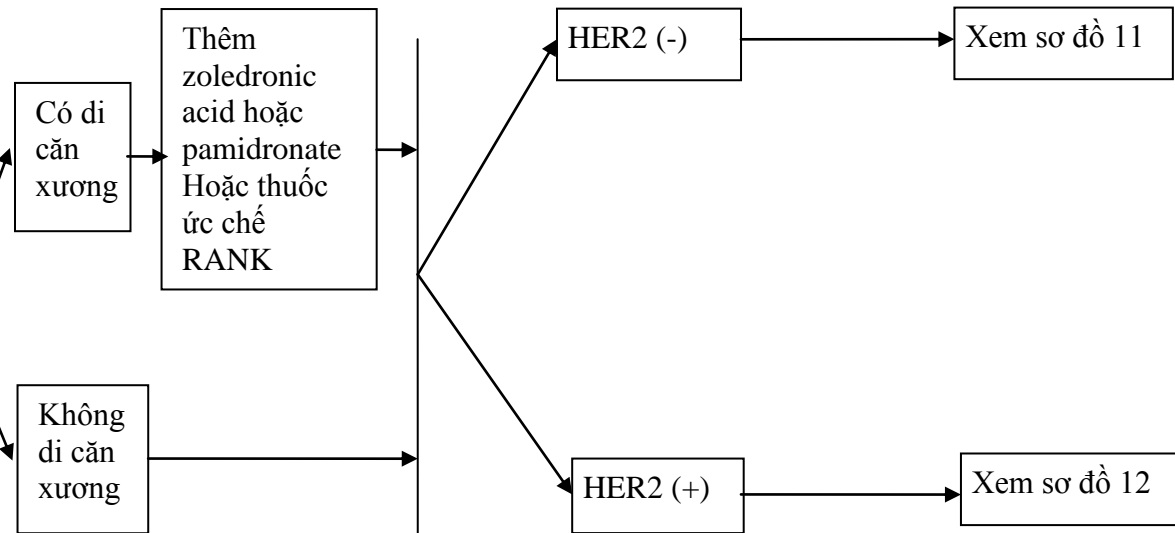 Có di
căn
xương
Thêm
zoledronic
acid hoặc
pamidronate
Hoặc thuốc
ức chế
RANK
HER2 (-)
Xem sơ đồ 11
Không
di căn
xương
HER2 (+)
Xem sơ đồ 12